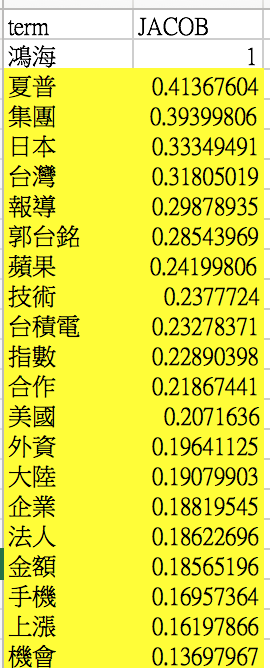 term JACOB
鴻海 1
夏普 0.41367604
集團 0.39399806
日本 0.33349491
台灣 0.31805019
報導 0.29878935
郭台銘 0.28543969
蘋果 0.24199806
技術 0.2377724
台積電 0.23278371
指數 0.22890398
合作 0.21867441
美國 0.2071636
外資 0.19641125
大陸 0.19079903
企業 0.18819545
法人 0.18622696
金額 0.18565196
手機 0.16957364
上漲 0.16197866
機會 0.13697967